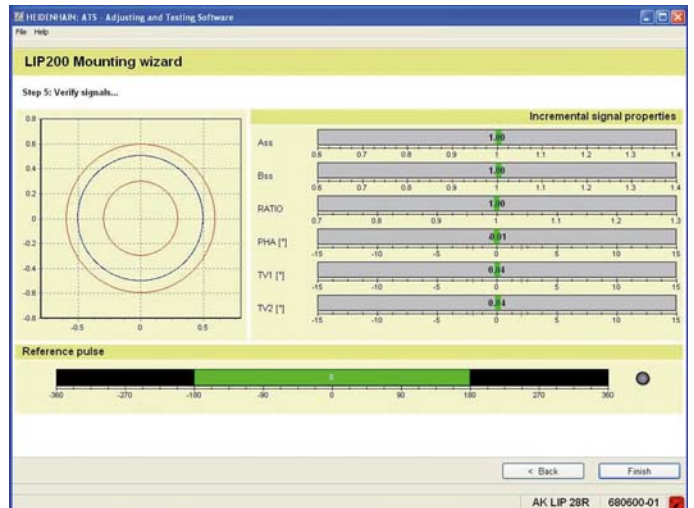 HEIDENHAIN: ATS - Adjusting and Testing Software
File Help
LIP200 Mounting wizard
Step 5: Verify signals...
Incremental signal properties
0.8
0.6
0.4
0.2
0
-0.2
-0.4
-0.6
-0.8
-0.5 0 0.5
Ass 1.00
0.6 0.7 0.8 0.9 1 1.1 1.2 1.3 1.4
Bss 1.00
0.6 0.7 0.8 0.9 1 1.1 1.2 1.3 1.4
RATIO 1.00
0.7 0.8 0.9 1 1.1 1.2 1.3
PHA [°] -0.01
-15 -10 -5 0 5 10 15
TV1 [°] 0.04
-15 -10 -5 0 5 10 15
TV2 [°] 0.04
-15 -10 -5 0 5 10 15
Reference pulse
0
-360 -270 -180 -90 0 90 180 270 360
< Back Finish
AK LIP 28R 680600-01